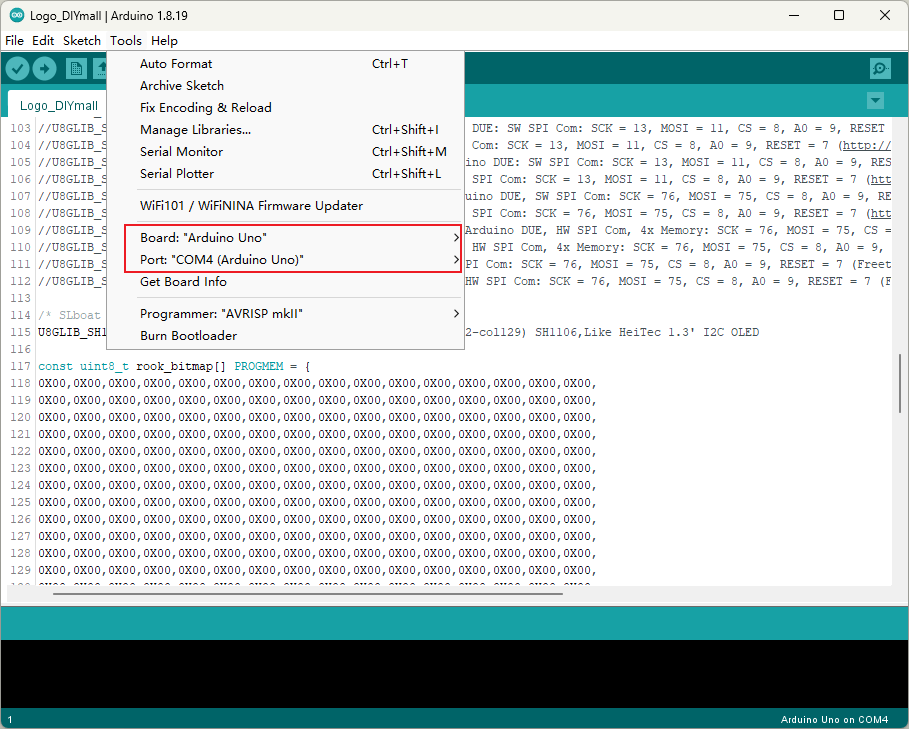 Logo_DIYmall | Arduino 1.8.19
File Edit Sketch Tools Help
Auto Format Ctrl+T
Archive Sketch
Fix Encoding & Reload
Manage Libraries... Ctrl+Shift+I
Serial Monitor Ctrl+Shift+M
Serial Plotter Ctrl+Shift+L
WiFi101 / WiFiNINA Firmware Updater
Board: "Arduino Uno"
Port: "COM4 (Arduino Uno)"
Get Board Info
Programmer: "AVRISP mkII"
Burn Bootloader
Logo_DIYmall
103 //U8GLIB_S DUE: SW SPI Com: SCK = 13, MOSI = 11, CS = 8, A0 = 9, RESET
104 //U8GLIB_S Com: SCK = 13, MOSI = 11, CS = 8, A0 = 9, RESET = 7 (http://
105 //U8GLIB_S ino DUE: SW SPI Com: SCK = 13, MOSI = 11, CS = 8, A0 = 9, RES
106 //U8GLIB_S SPI Com: SCK = 13, MOSI = 11, CS = 8, A0 = 9, RESET = 7 (htt
107 //U8GLIB_S uino DUE, SW SPI Com: SCK = 76, MOSI = 75, CS = 8, A0 = 9, R
108 //U8GLIB_S SPI Com: SCK = 76, MOSI = 75, CS = 8, A0 = 9, RESET = 7 (htt
109 //U8GLIB_S Arduino DUE, HW SPI Com, 4x Memory: SCK = 76, MOSI = 75, CS =
110 //U8GLIB_S HW SPI Com, 4x Memory: SCK = 76, MOSI = 75, CS = 8, A0 = 9,
111 //U8GLIB_S PI Com: SCK = 76, MOSI = 75, CS = 8, A0 = 9, RESET = 7 (Freet
112 //U8GLIB_S HW SPI Com: SCK = 76, MOSI = 75, CS = 8, A0 = 9, RESET = 7 (F
113
114 /* SLboat
115 U8GLIB_SH1 2-col129) SH1106,Like HeiTec 1.3' I2C OLED
116
117 const uint8_t rook_bitmap[] PROGMEM = {
118 0X00,0X00,0X00,0X00,0X00,0X00,0X00,0X00,0X00,0X00,0X00,0X00,0X00,0X00,0X00,0X00,
119 0X00,0X00,0X00,0X00,0X00,0X00,0X00,0X00,0X00,0X00,0X00,0X00,0X00,0X00,0X00,0X00,
120 0X00,0X00,0X00,0X00,0X00,0X00,0X00,0X00,0X00,0X00,0X00,0X00,0X00,0X00,0X00,0X00,
121 0X00,0X00,0X00,0X00,0X00,0X00,0X00,0X00,0X00,0X00,0X00,0X00,0X00,0X00,0X00,0X00,
122 0X00,0X00,0X00,0X00,0X00,0X00,0X00,0X00,0X00,0X00,0X00,0X00,0X00,0X00,0X00,0X00,
123 0X00,0X00,0X00,0X00,0X00,0X00,0X00,0X00,0X00,0X00,0X00,0X00,0X00,0X00,0X00,0X00,
124 0X00,0X00,0X00,0X00,0X00,0X00,0X00,0X00,0X00,0X00,0X00,0X00,0X00,0X00,0X00,0X00,
125 0X00,0X00,0X00,0X00,0X00,0X00,0X00,0X00,0X00,0X00,0X00,0X00,0X00,0X00,0X00,0X00,
126 0X00,0X00,0X00,0X00,0X00,0X00,0X00,0X00,0X00,0X00,0X00,0X00,0X00,0X00,0X00,0X00,
127 0X00,0X00,0X00,0X00,0X00,0X00,0X00,0X00,0X00,0X00,0X00,0X00,0X00,0X00,0X00,0X00,
128 0X00,0X00,0X00,0X00,0X00,0X00,0X00,0X00,0X00,0X00,0X00,0X00,0X00,0X00,0X00,0X00,
129 0X00,0X00,0X00,0X00,0X00,0X00,0X00,0X00,0X00,0X00,0X00,0X00,0X00,0X00,0X00,0X00,
1 Arduino Uno on COM4